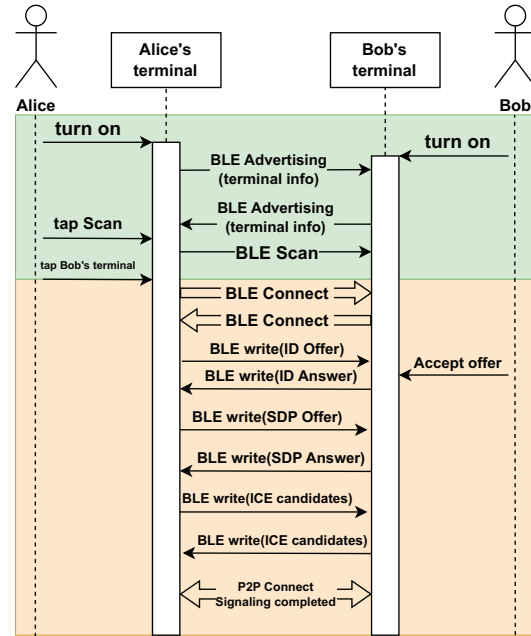 Alice's
terminal
Bob's
terminal
Alice
Bob
turn on
turn on
BLE Advertising
(terminal info)
BLE Advertising
(terminal info)
tap Scan
BLE Scan
tap Bob's terminal
BLE Connect
BLE Connect
BLE write(ID Offer)
Accept offer
BLE write(ID Answer)
BLE write(SDP Offer)
BLE write(SDP Answer)
BLE write(ICE candidates)
BLE write(ICE candidates)
P2P Connect
Signaling completed